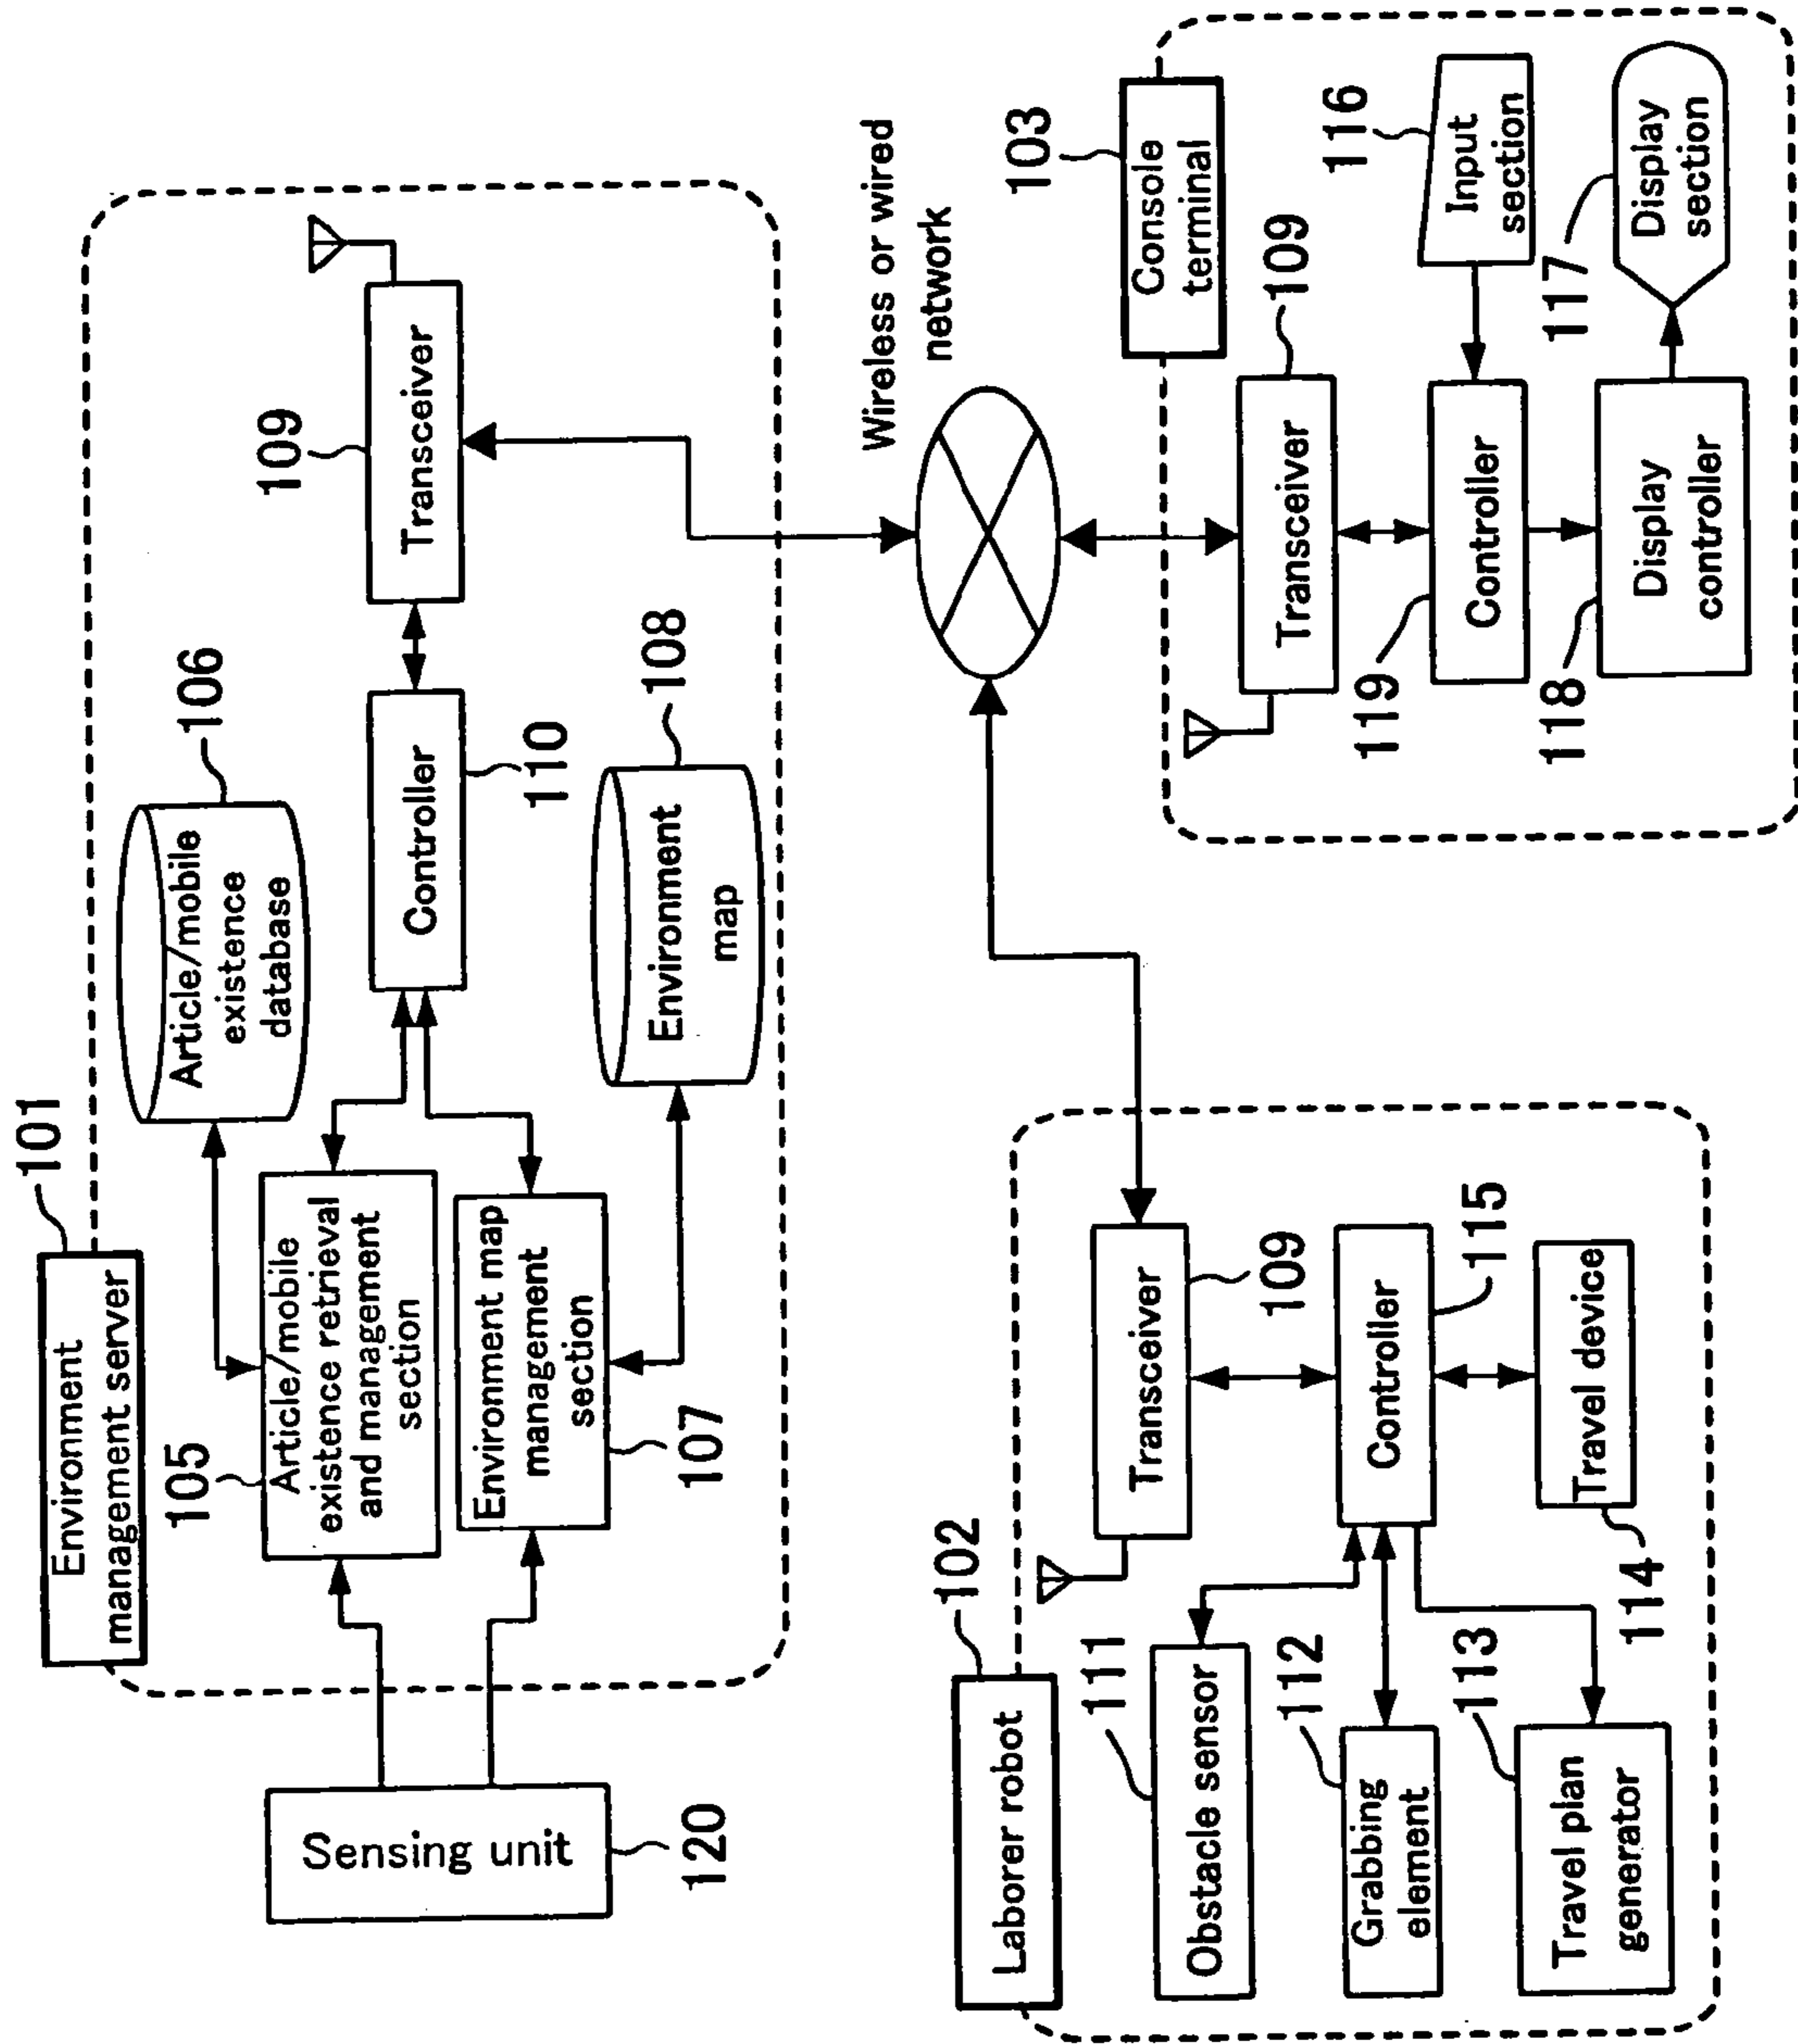 101
Environment
management server
105
Article/mobile
existence retrieval
and management
section
Article/mobile
existence
database
106
Sensing unit
120
Environment map
management
section
107
Controller
110
Environment
map
108
109
Transceiver
Wireless or wired
network
102
Laborer robot
111
Obstacle sensor
112
Grabbing
element
113
Travel plan
generator
Transceiver
109
Controller
115
Travel device
114
103
Console
terminal
109
Transceiver
119
Controller
118
Display
controller
116
Input
section
117
Display
section